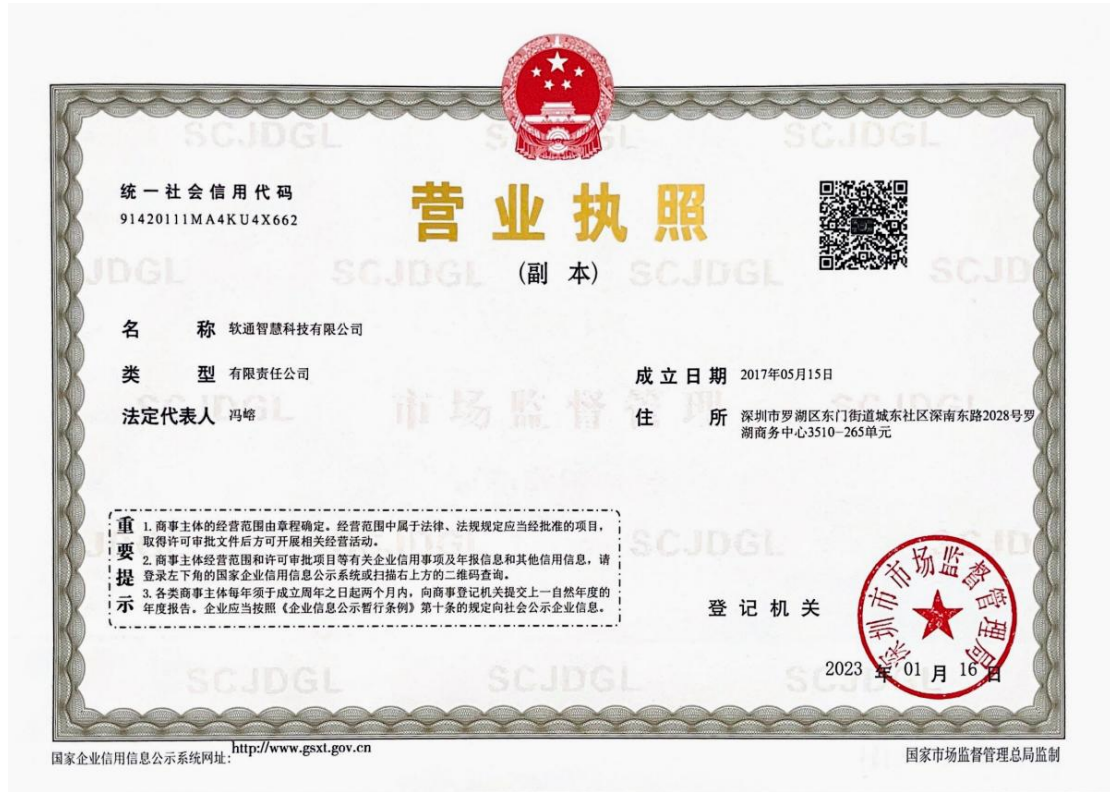 统一社会信用代码
91420111MA4KU4X662
营业执照
(副 本)
名 称 软通智慧科技有限公司
类 型 有限责任公司
法定代表人 冯嵱
成立日期 2017年05月15日
住 所 深圳市罗湖区东门街道城东社区深南东路2028号罗
湖商务中心3510-265单元
重要提示
1. 商事主体的经营范围由章程确定。经营范围中属于法律、法规规定应当经批准的项目,
取得许可审批文件后方可开展相关经营活动。
2. 商事主体经营范围和许可审批项目等有关企业信用事项及年报信息和其他信用信息,请
登录左下角的国家企业信用信息公示系统或扫描右上方的二维码查询。
3. 各类商事主体每年须于成立周年之日起两个月内,向商事登记机关提交上一自然年度的
年度报告。企业应当按照《企业信息公示暂行条例》第十条的规定向社会公示企业信息。
登记机关
深圳市市场监督管理局
2023 年 01 月 16 日
国家企业信用信息公示系统网址:http://www.gsxt.gov.cn
国家市场监督管理总局监制
SCJDGL
市场监督管理